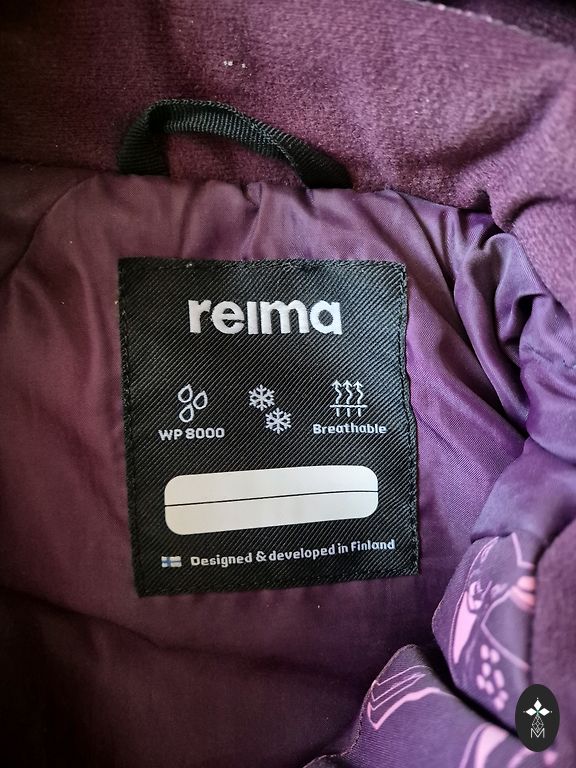 reima
WP 8000
Breathable
Designed & developed in Finland
M